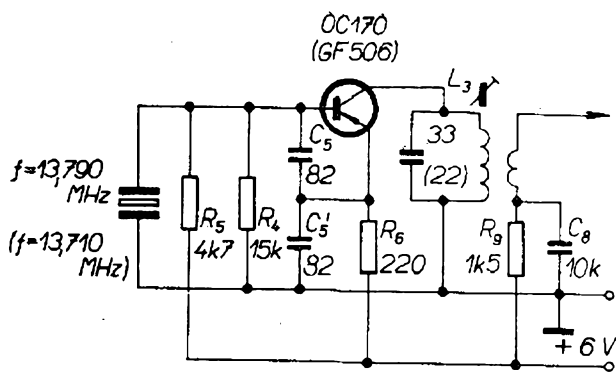 OC170
(GF506)
L3
f=13,790
MHz
(f=13,710
MHz)
R5
4k7
R4
15k
C5
82
C5'
82
R6
220
33
(22)
R9
1k5
C8
10k
+ 6 V